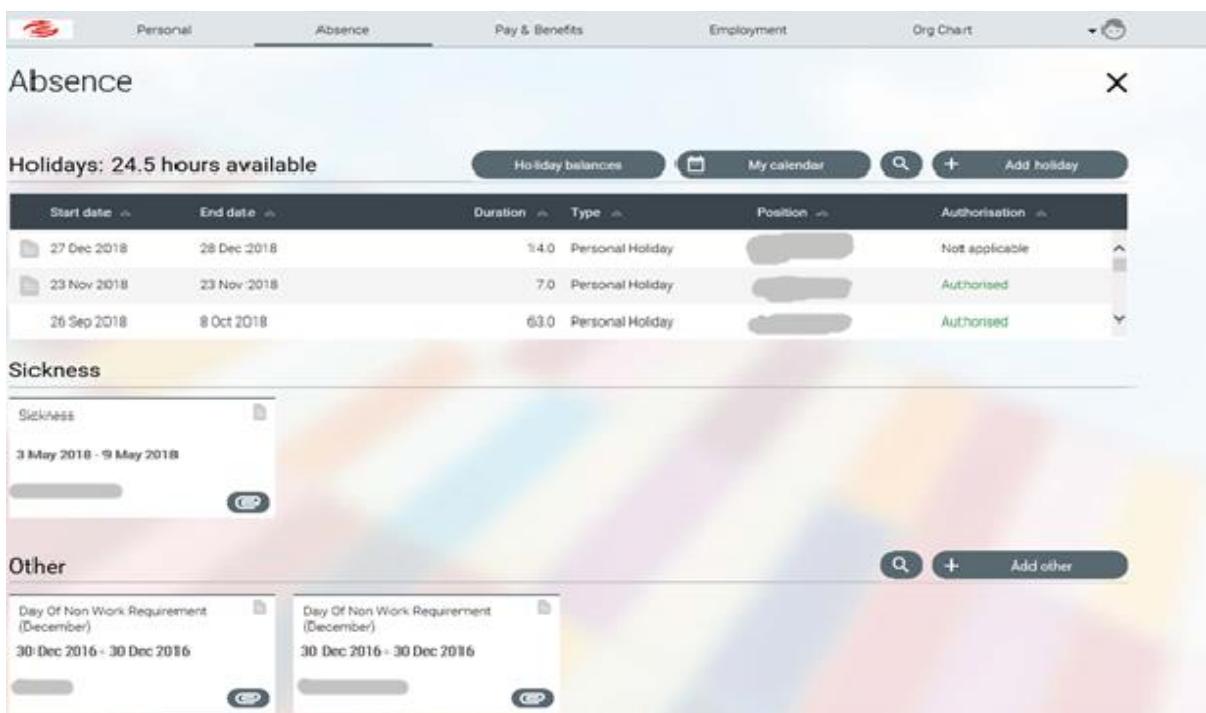 Personal Absence Pay & Benefits Employment Org Chart
Absence
Holidays: 24.5 hours available Holiday balances My calendar + Add holiday
Start date End date Duration Type Position Authorisation
27 Dec 2018 28 Dec 2018 14.0 Personal Holiday Not applicable
23 Nov 2018 23 Nov 2018 7.0 Personal Holiday Authorised
26 Sep 2018 8 Oct 2018 63.0 Personal Holiday Authorised
Sickness
Sickness
3 May 2018 - 9 May 2018
Other + Add other
Day Of Non Work Requirement
(December)
30 Dec 2016 - 30 Dec 2016
Day Of Non Work Requirement
(December)
30 Dec 2016 - 30 Dec 2016